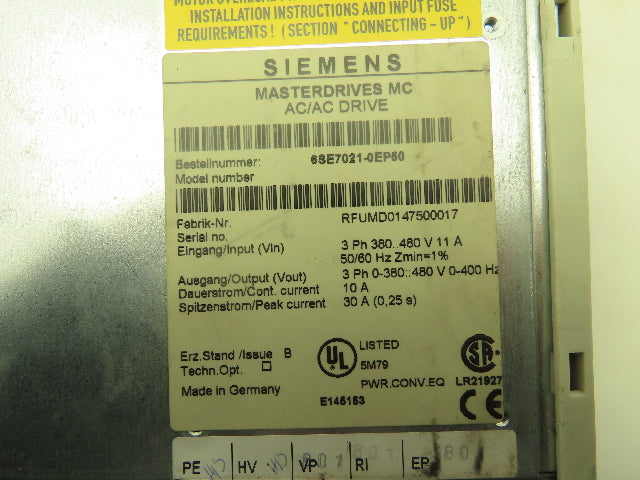 INSTALLATION INSTRUCTIONS AND INPUT FUSE
REQUIREMENTS! (SECTION "CONNECTING-UP")
SIEMENS
MASTERDRIVES MC
AC/AC DRIVE
Bestellnummer: 6SE7021-0EP50
Model number
Fabrik-Nr. RFUMD0147500017
Serial no.
Eingang/Input (Vin) 3 Ph 380..480 V 11 A
50/60 Hz Zmin=1%
Ausgang/Output (Vout) 3 Ph 0-380::480 V 0-400 Hz
Dauerstrom/Cont. current 10 A
Spitzenstrom/Peak current 30 A (0,25 s)
Erz.Stand /Issue B
Techn.Opt.
Made in Germany
UL LISTED
5M79
PWR.CONV.EQ
E145153
LR21927
CE
PE HV VP RI EP